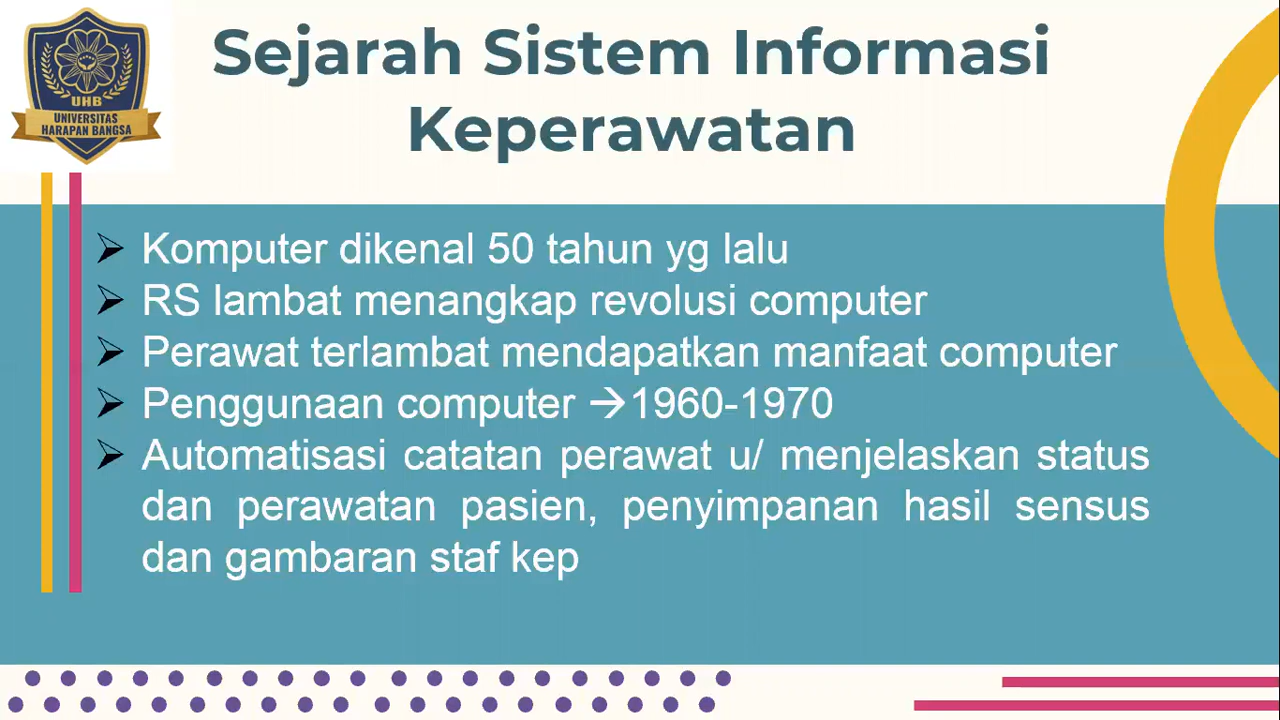 UHB
UNIVERSITAS
HARAPAN BANGSA
Sejarah Sistem Informasi
Keperawatan
➢ Komputer dikenal 50 tahun yg lalu
➢ RS lambat menangkap revolusi computer
➢ Perawat terlambat mendapatkan manfaat computer
➢ Penggunaan computer →1960-1970
➢ Automatisasi catatan perawat u/ menjelaskan status
dan perawatan pasien, penyimpanan hasil sensus
dan gambaran staf kep